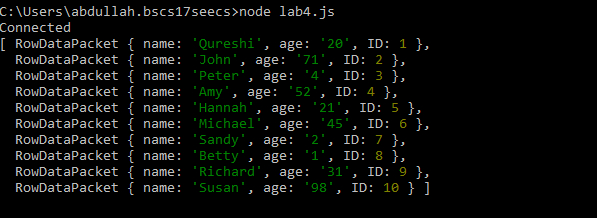 C:\Users\abdullah.bscs17seecs>node lab4.js
Connected
[ RowDataPacket { name: 'Qureshi', age: '20', ID: 1 },
  RowDataPacket { name: 'John', age: '71', ID: 2 },
  RowDataPacket { name: 'Peter', age: '4', ID: 3 },
  RowDataPacket { name: 'Amy', age: '52', ID: 4 },
  RowDataPacket { name: 'Hannah', age: '21', ID: 5 },
  RowDataPacket { name: 'Michael', age: '45', ID: 6 },
  RowDataPacket { name: 'Sandy', age: '2', ID: 7 },
  RowDataPacket { name: 'Betty', age: '1', ID: 8 },
  RowDataPacket { name: 'Richard', age: '31', ID: 9 },
  RowDataPacket { name: 'Susan', age: '98', ID: 10 } ]